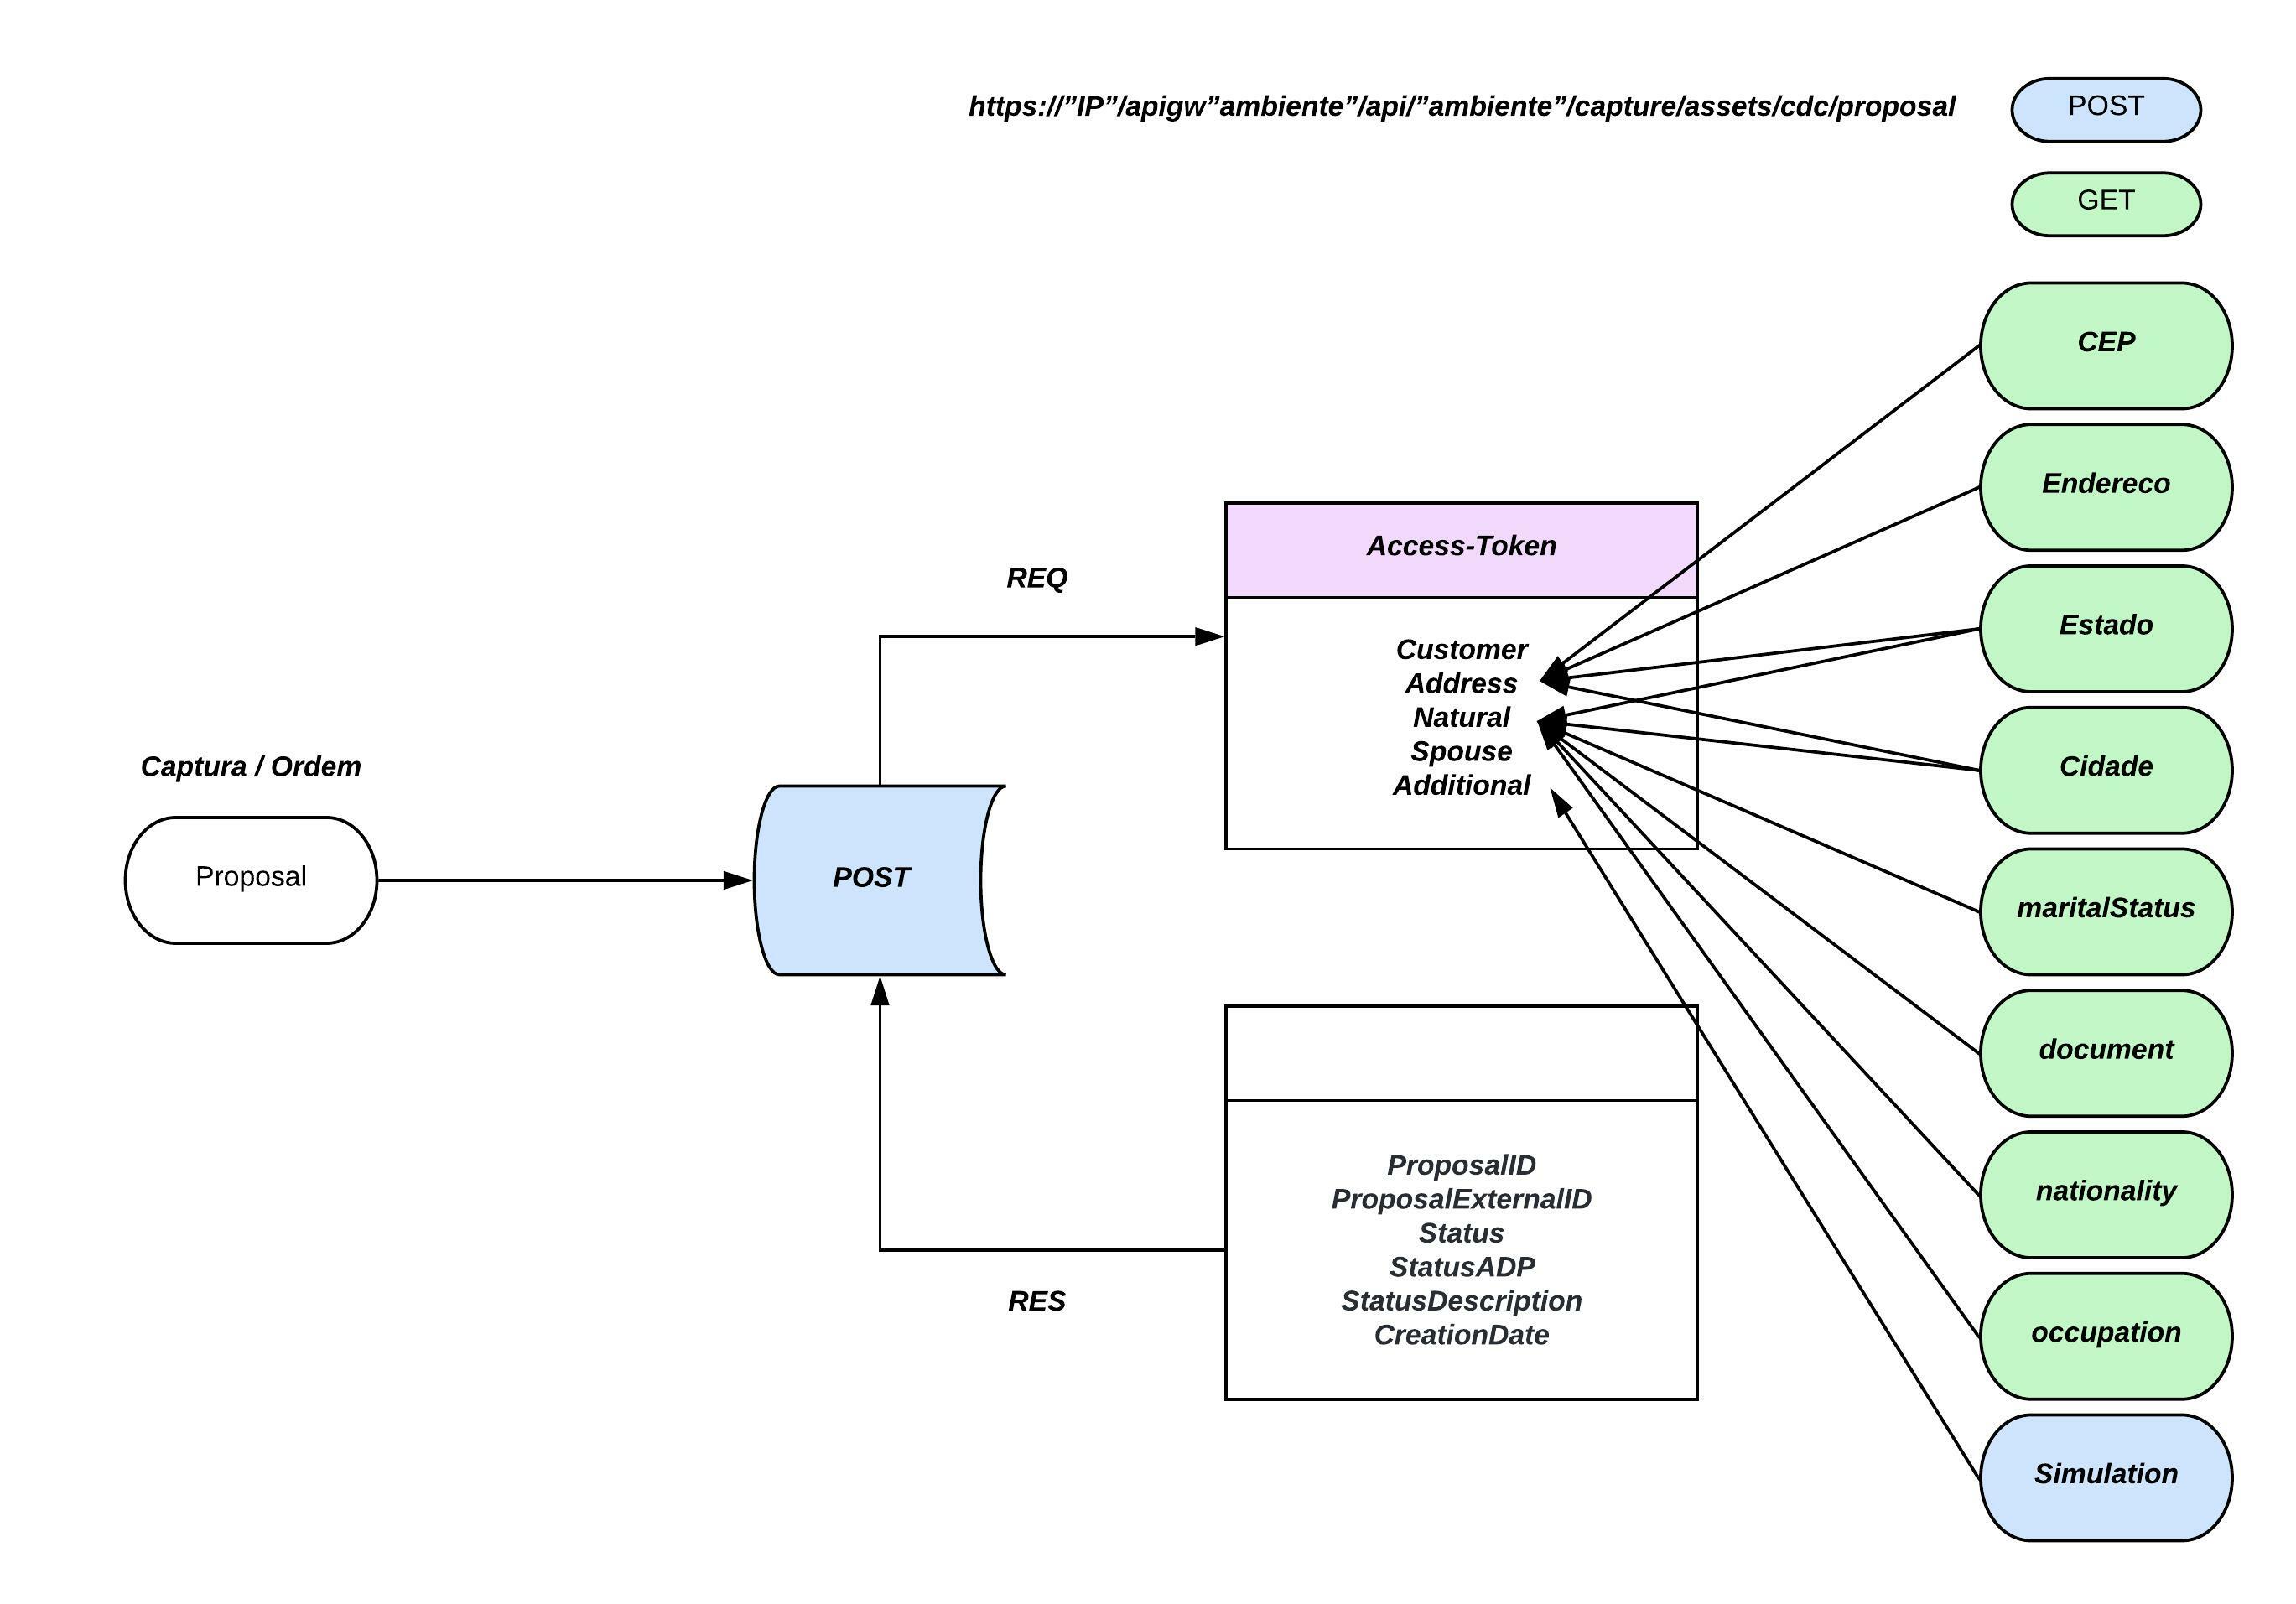 https://”IP”/apigw”ambiente”/api/”ambiente”/capture/assets/cdc/proposal
POST
GET
CEP
Endereco
Estado
Cidade
maritalStatus
document
nationality
occupation
Simulation
Captura / Ordem
Proposal
POST
REQ
Access-Token
Customer
Address
Natural
Spouse
Additional
RES
ProposalID
ProposalExternalID
Status
StatusADP
StatusDescription
CreationDate